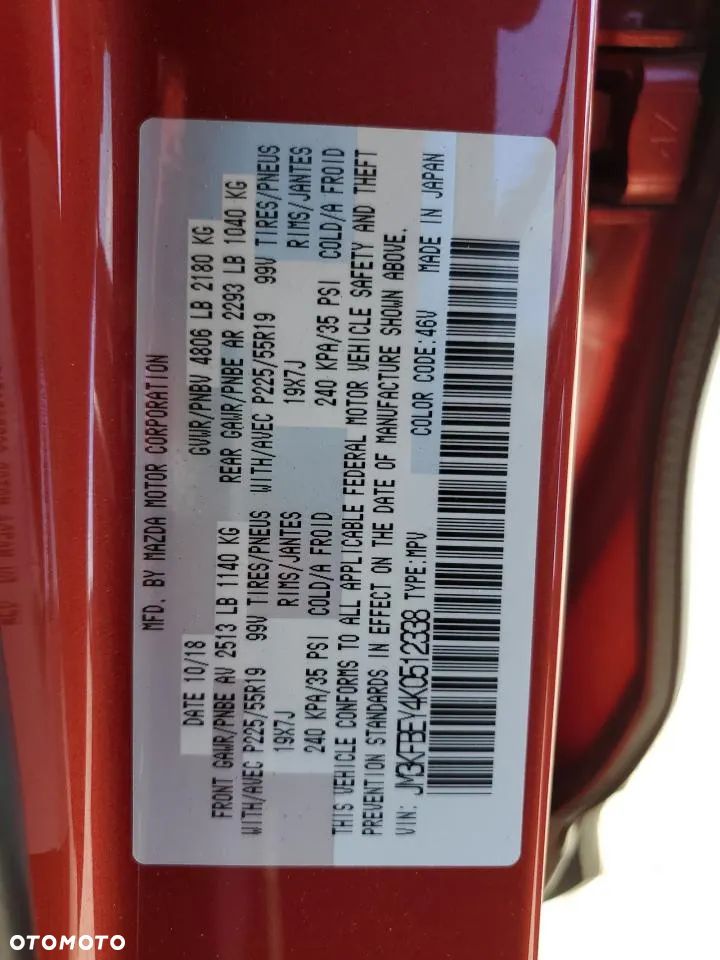 MFD. BY MAZDA MOTOR CORPORATION
DATE 10/18 GVWR/PNBV 4806 LB 2180 KG
FRONT GAWR/PNBE AV 2513 LB 1140 KG REAR GAWR/PNBE AR 2293 LB 1040 KG
WITH/AVEC P225/55R19 99V TIRES/PNEUS WITH/AVEC P225/55R19 99V TIRES/PNEUS
19X7J RIMS/JANTES 19X7J RIMS/JANTES
240 KPA/35 PSI COLD/A FROID 240 KPA/35 PSI COLD/A FROID
THIS VEHICLE CONFORMS TO ALL APPLICABLE FEDERAL MOTOR VEHICLE SAFETY AND THEFT
PREVENTION STANDARDS IN EFFECT ON THE DATE OF MANUFACTURE SHOWN ABOVE.
VIN: JM3KFBEY4K0512338 TYPE:MPV COLOR CODE:46V MADE IN JAPAN
OTOMOTO